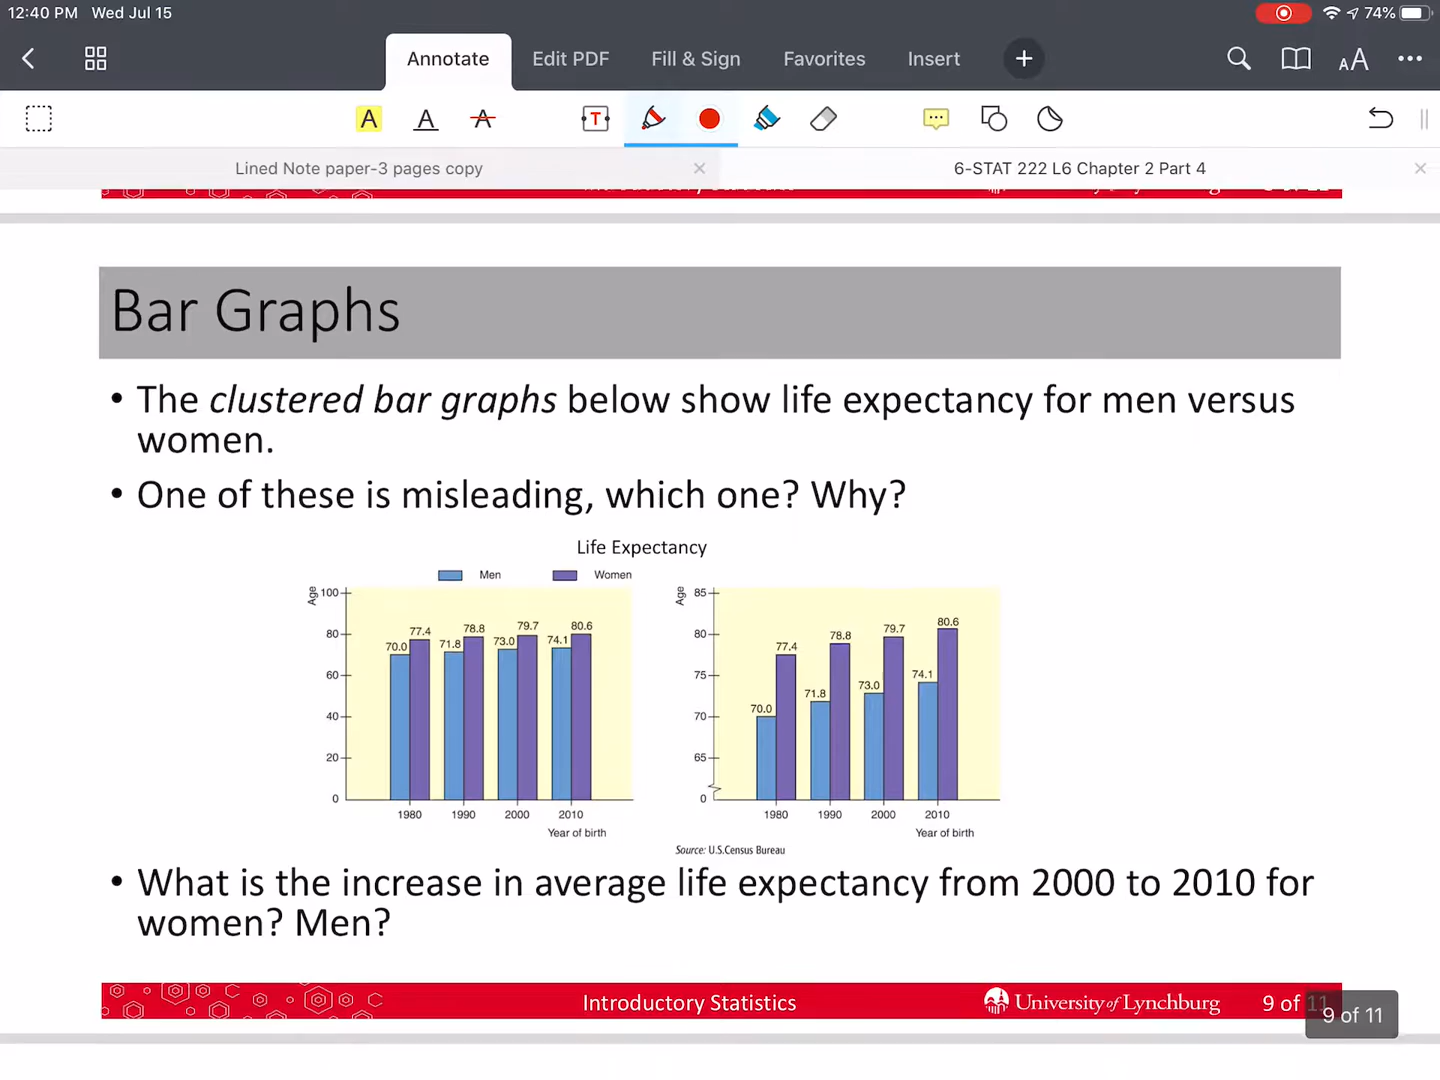 12:40 PM Wed Jul 15
74%
Annotate Edit PDF Fill & Sign Favorites Insert
Lined Note paper-3 pages copy
6-STAT 222 L6 Chapter 2 Part 4
Bar Graphs
• The clustered bar graphs below show life expectancy for men versus
women.
• One of these is misleading, which one? Why?
Life Expectancy
Men Women
Age
100
80
60
40
20
0
70.0 77.4 71.8 78.8 73.0 79.7 74.1 80.6
1980 1990 2000 2010
Year of birth
Age
85
80
75
70
65
0
70.0 77.4 71.8 78.8 73.0 79.7 74.1 80.6
1980 1990 2000 2010
Year of birth
Source: U.S.Census Bureau
• What is the increase in average life expectancy from 2000 to 2010 for
women? Men?
Introductory Statistics University of Lynchburg 9 of 11
9 of 11